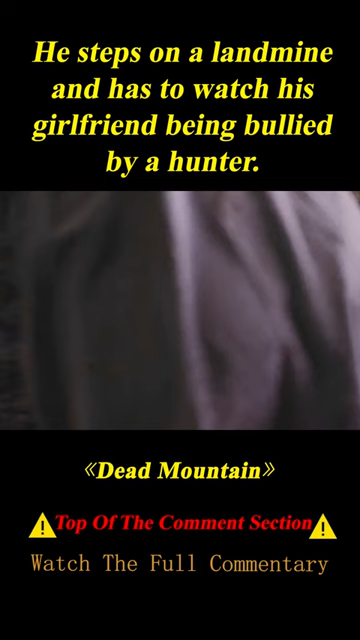 He steps on a landmine
and has to watch his
girlfriend being bullied
by a hunter.
《Dead Mountain》
Top Of The Comment Section
Watch The Full Commentary